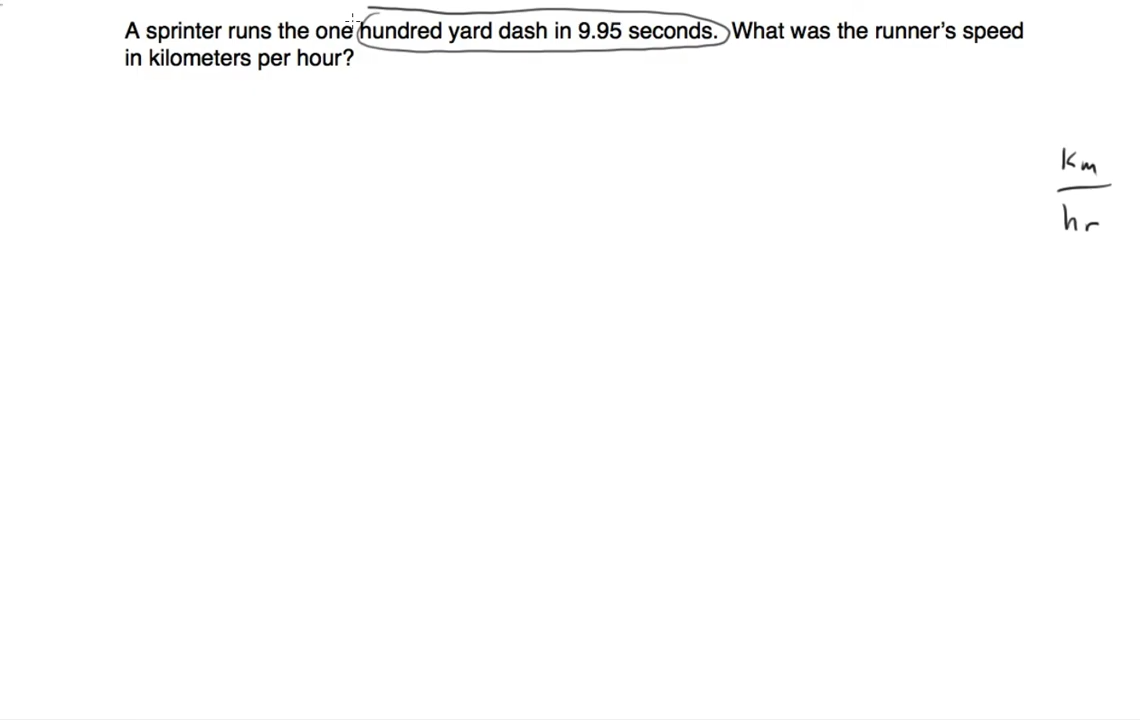 A sprinter runs the one hundred yard dash in 9.95 seconds. What was the runner’s speed
in kilometers per hour?
km
hr